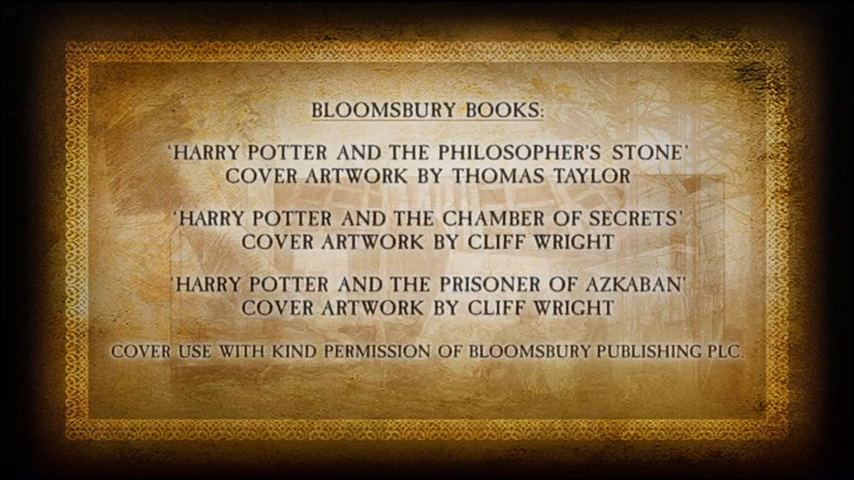 BLOOMSBURY BOOKS:
'HARRY POTTER AND THE PHILOSOPHER'S STONE'
COVER ARTWORK BY THOMAS TAYLOR
'HARRY POTTER AND THE CHAMBER OF SECRETS'
COVER ARTWORK BY CLIFF WRIGHT
'HARRY POTTER AND THE PRISONER OF AZKABAN'
COVER ARTWORK BY CLIFF WRIGHT
COVER USE WITH KIND PERMISSION OF BLOOMSBURY PUBLISHING PLC.